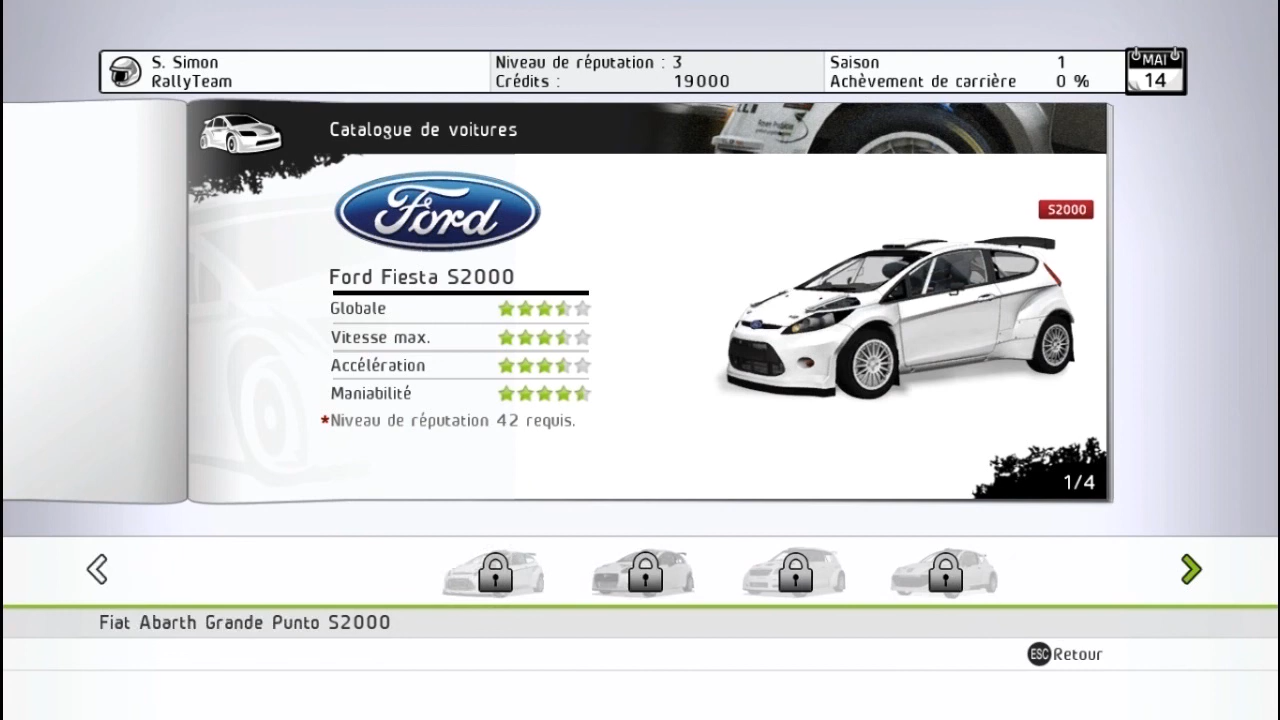 S. Simon
RallyTeam
Niveau de réputation : 3
Crédits : 19000
Saison 1
Achèvement de carrière 0 %
MAI
14
Catalogue de voitures
Ford
S2000
Ford Fiesta S2000
Globale
Vitesse max.
Accélération
Maniabilité
*Niveau de réputation 42 requis.
1/4
Fiat Abarth Grande Punto S2000
ESC Retour